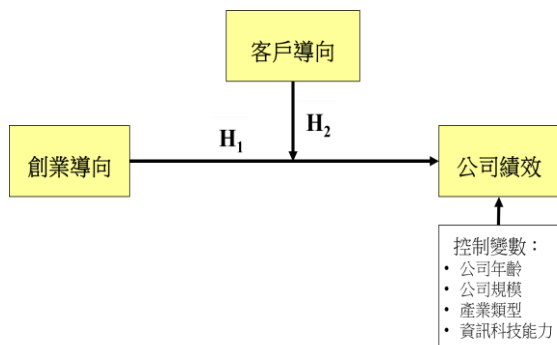 客戶導向
H1
H2
創業導向
公司績效
控制變數：
• 公司年齡
• 公司規模
• 產業類型
• 資訊科技能力